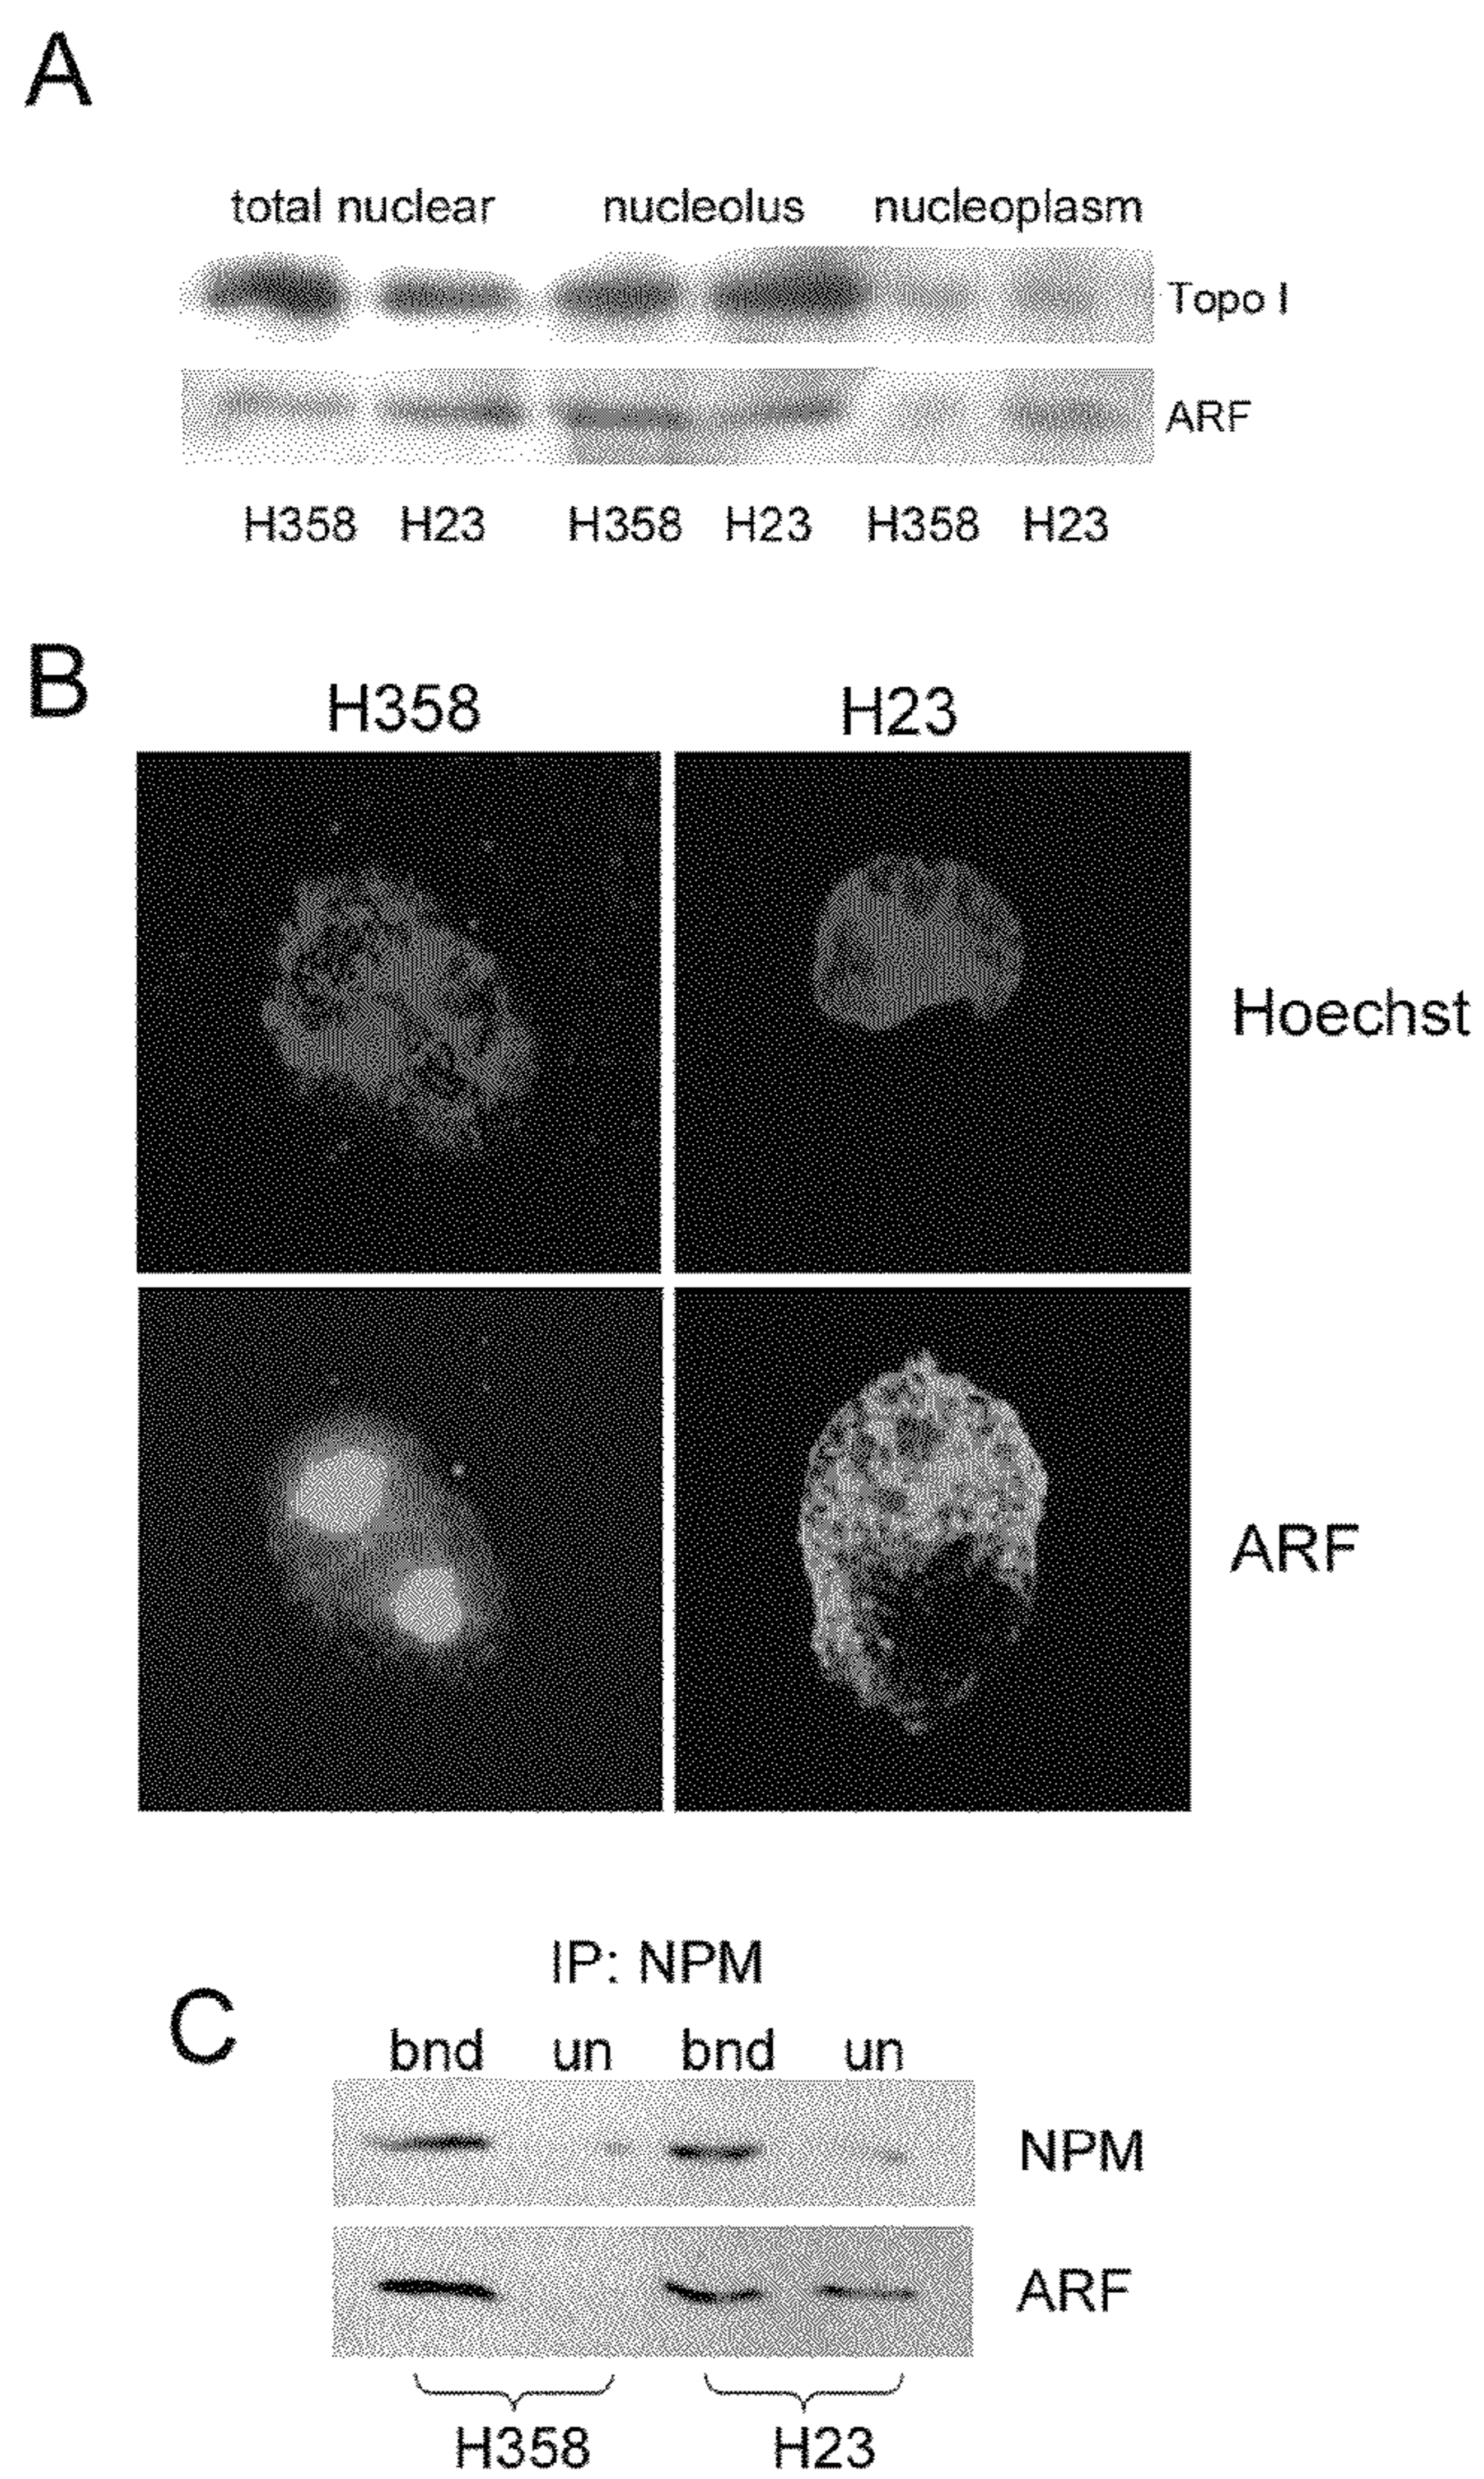 A
total nuclear nucleolus nucleoplasm
Topo I
ARF
H358 H23 H358 H23 H358 H23
B
H358 H23
Hoechst
ARF
C
IP: NPM
bnd un bnd un
NPM
ARF
H358 H23